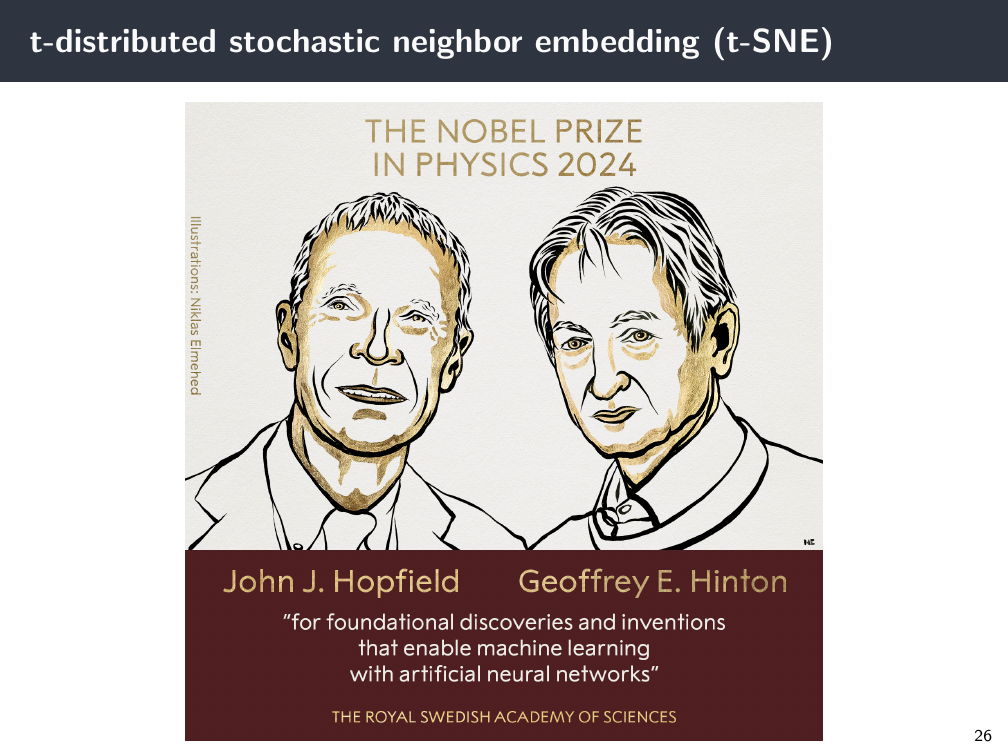 t-distributed stochastic neighbor embedding (t-SNE)
THE NOBEL PRIZE
IN PHYSICS 2024
Illustrations: Niklas Elmehed
NE
John J. Hopfield
Geoffrey E. Hinton
"for foundational discoveries and inventions
that enable machine learning
with artificial neural networks"
THE ROYAL SWEDISH ACADEMY OF SCIENCES
26